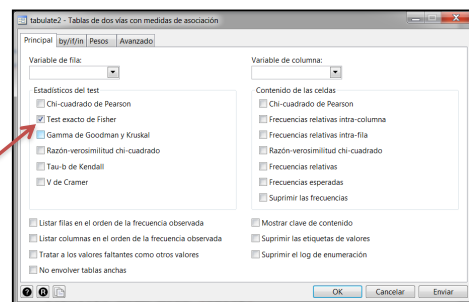 tabulate2 - Tablas de dos vías con medidas de asociación
Principal by/if/in Pesos Avanzado
Variable de fila:
Variable de columna:
Estadísticos del test
Chi-cuadrado de Pearson
Test exacto de Fisher
Gamma de Goodman y Kruskal
Razón-verosimilitud chi-cuadrado
Tau-b de Kendall
V de Cramer
Contenido de las celdas
Chi-cuadrado de Pearson
Frecuencias relativas intra-columna
Frecuencias relativas intra-fila
Razón-verosimilitud chi-cuadrado
Frecuencias relativas
Frecuencias esperadas
Suprimir las frecuencias
Listar filas en el orden de la frecuencia observada
Listar columnas en el orden de la frecuencia observada
Tratar a los valores faltantes como otros valores
No envolver tablas anchas
Mostrar clave de contenido
Suprimir las etiquetas de valores
Suprimir el log de enumeración
? R
OK Cancelar Enviar